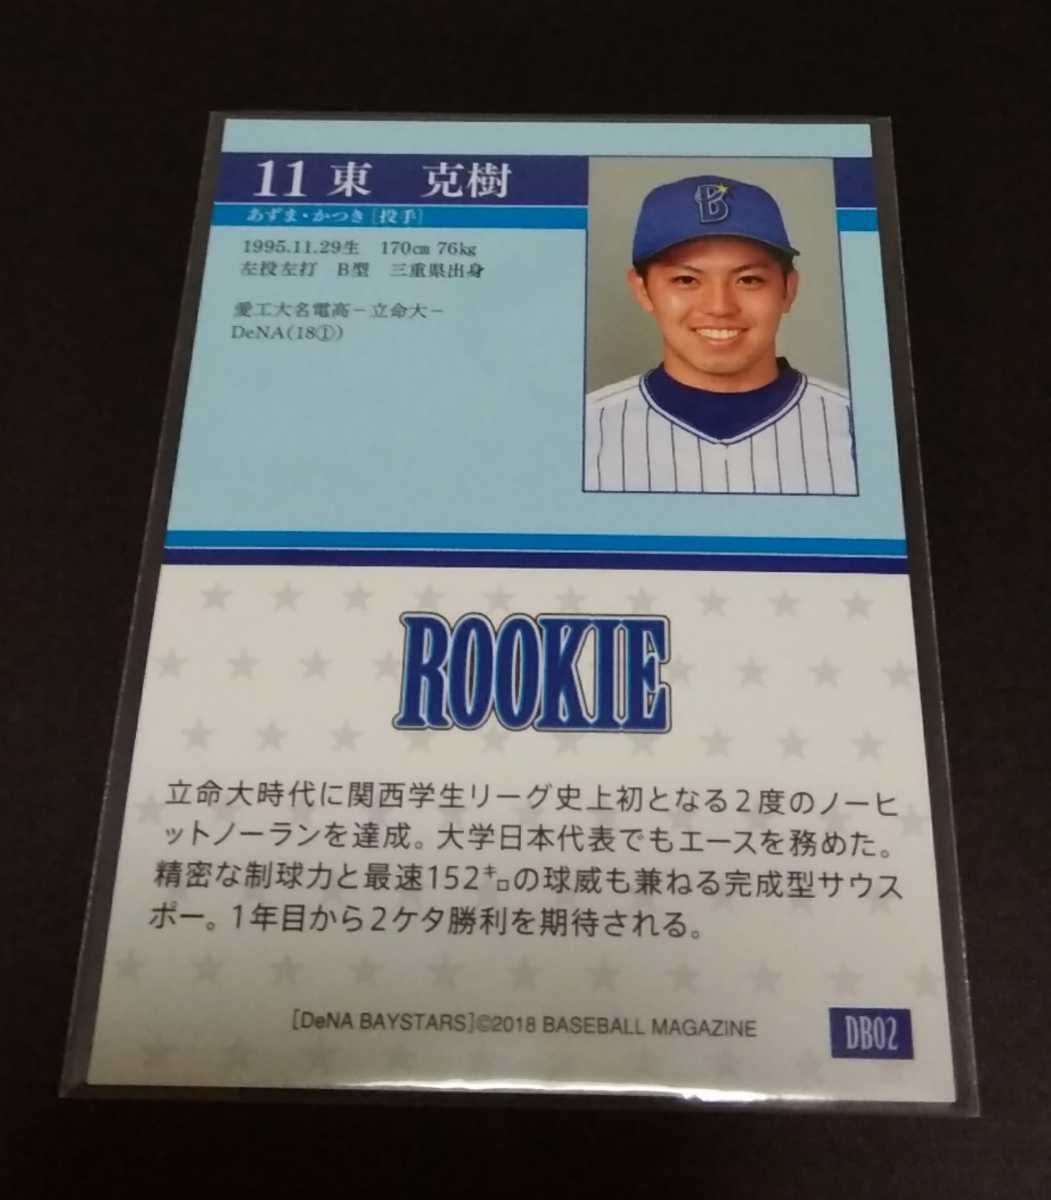 11 東　克樹
あずま・かつき［投手］
B
1995.11.29生　170㎝ 76㎏
左投左打　B型　三重県出身
愛工大名電高－立命大－
DeNA(18①)
ROOKIE
立命大時代に関西学生リーグ史上初となる2度のノーヒ
ットノーランを達成。大学日本代表でもエースを務めた。
精密な制球力と最速152㌔の球威も兼ねる完成型サウス
ポー。1年目から2ケタ勝利を期待される。
[DeNA BAYSTARS]©2018 BASEBALL MAGAZINE
DB02